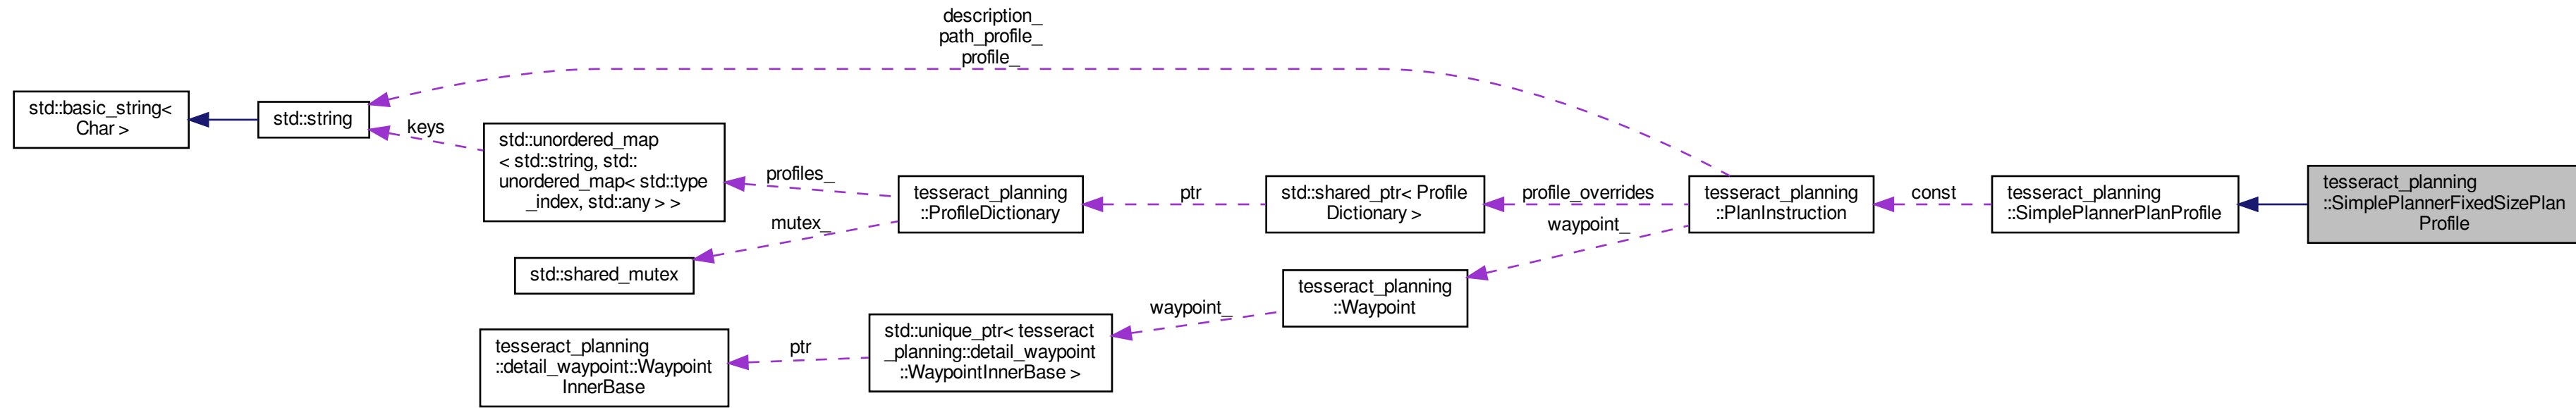 description_
path_profile_
profile_
std::basic_string<
Char >
std::string
keys
std::unordered_map
< std::string, std::
unordered_map< std::type
_index, std::any > >
profiles_
mutex_
std::shared_mutex
tesseract_planning
::ProfileDictionary
ptr
std::shared_ptr< Profile
Dictionary >
profile_overrides
waypoint_
tesseract_planning
::PlanInstruction
const
tesseract_planning
::SimplePlannerPlanProfile
tesseract_planning
::SimplePlannerFixedSizePlan
Profile
tesseract_planning
::Waypoint
waypoint_
std::unique_ptr< tesseract
_planning::detail_waypoint
::WaypointInnerBase >
ptr
tesseract_planning
::detail_waypoint::Waypoint
InnerBase